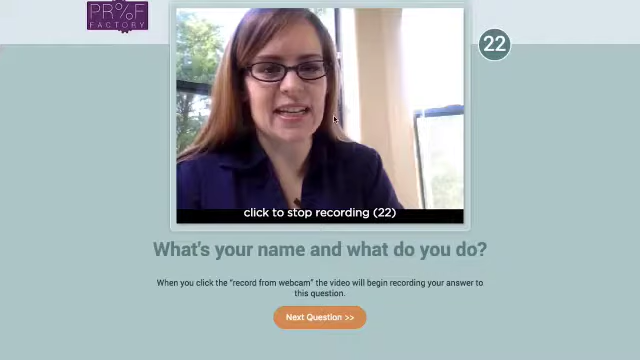 PR%F
FACTORY
22
click to stop recording (22)
What's your name and what do you do?
When you click the "record from webcam" the video will begin recording your answer to
this question.
Next Question >>